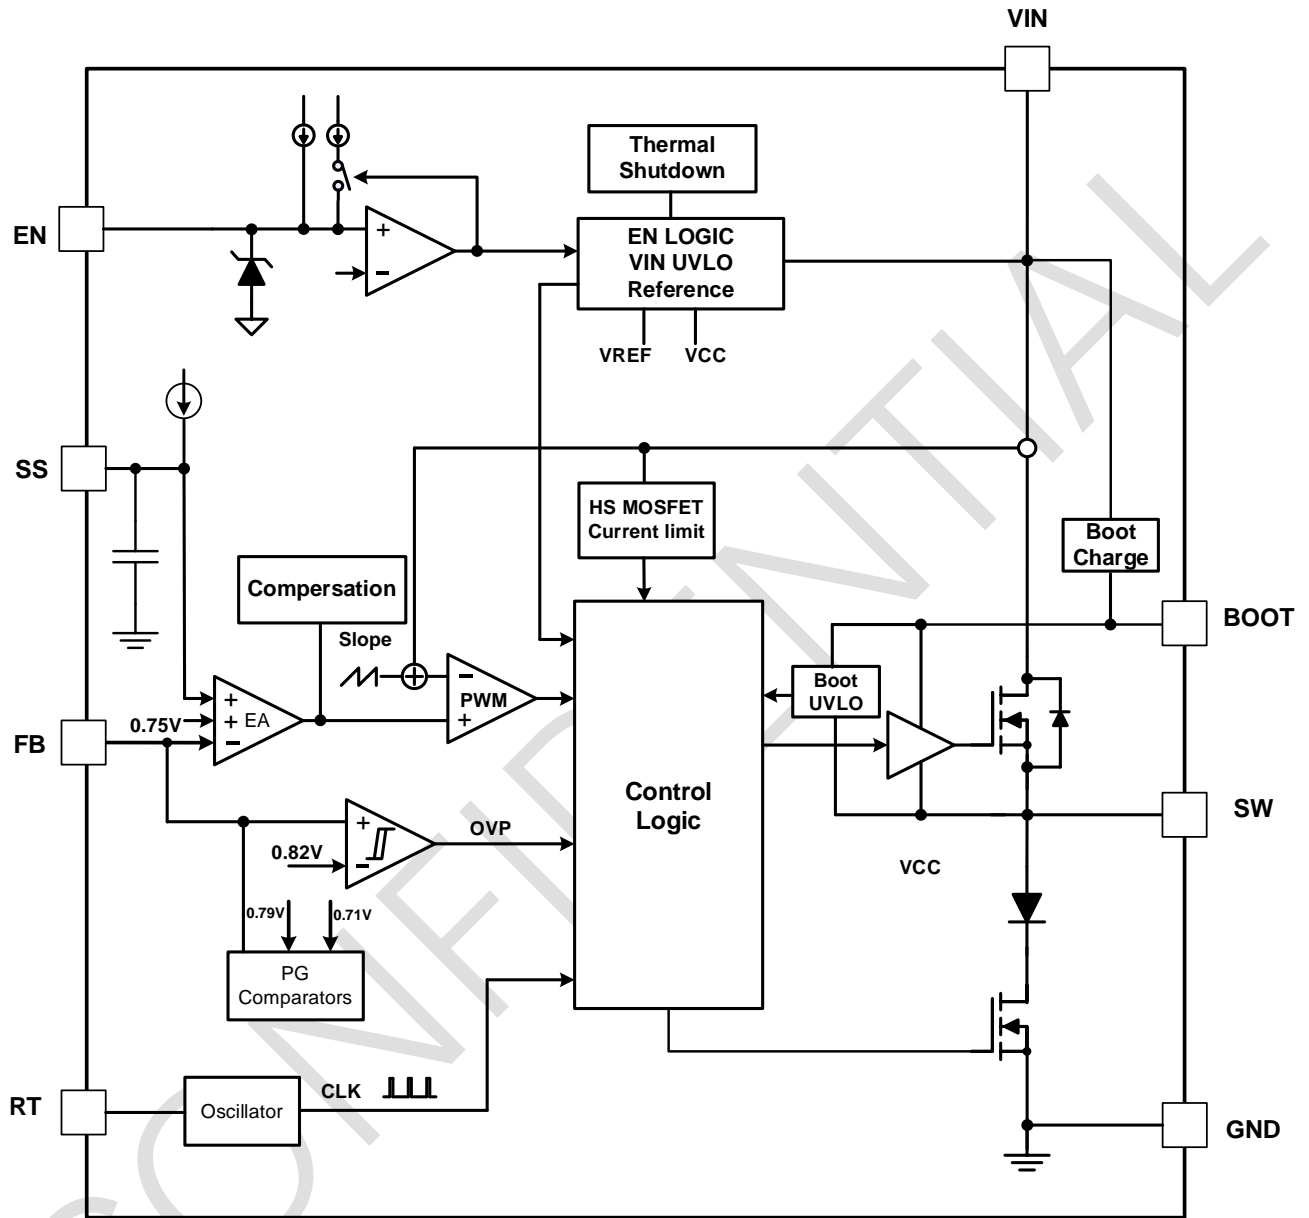 VIN
Thermal
Shutdown
EN
EN LOGIC
VIN UVLO
Reference
+
−
VREF
VCC
SS
HS MOSFET
Current limit
Boot
Charge
Compersation
BOOT
Slope
+
−
PWM
+
Boot
UVLO
+
+
EA
−
0.75V
FB
Control
Logic
SW
+
−
OVP
0.82V
VCC
0.79V
0.71V
PG
Comparators
RT
Oscillator
CLK
GND
CONFIDENTIAL